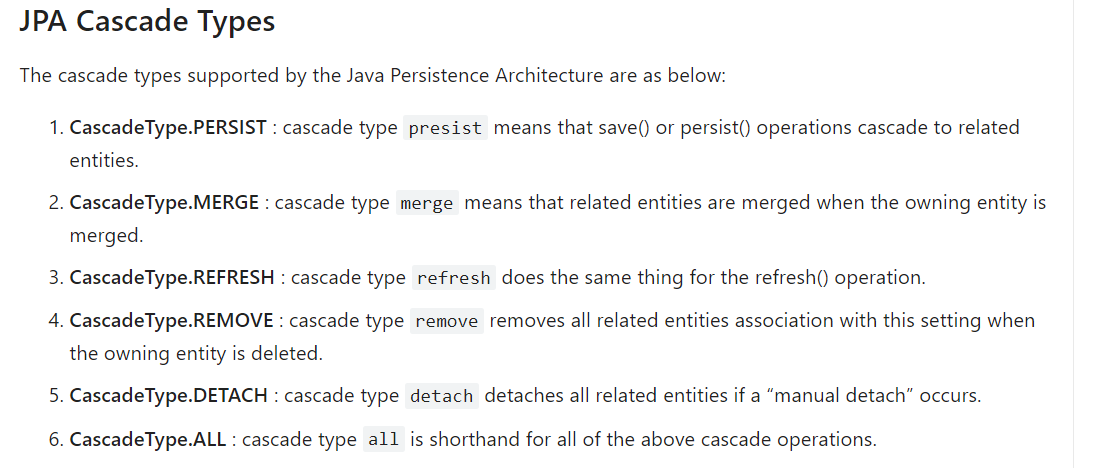 JPA Cascade Types
The cascade types supported by the Java Persistence Architecture are as below:
1. CascadeType.PERSIST : cascade type presist means that save() or persist() operations cascade to related
entities.
2. CascadeType.MERGE : cascade type merge means that related entities are merged when the owning entity is
merged.
3. CascadeType.REFRESH : cascade type refresh does the same thing for the refresh() operation.
4. CascadeType.REMOVE : cascade type remove removes all related entities association with this setting when
the owning entity is deleted.
5. CascadeType.DETACH : cascade type detach detaches all related entities if a “manual detach” occurs.
6. CascadeType.ALL : cascade type all is shorthand for all of the above cascade operations.